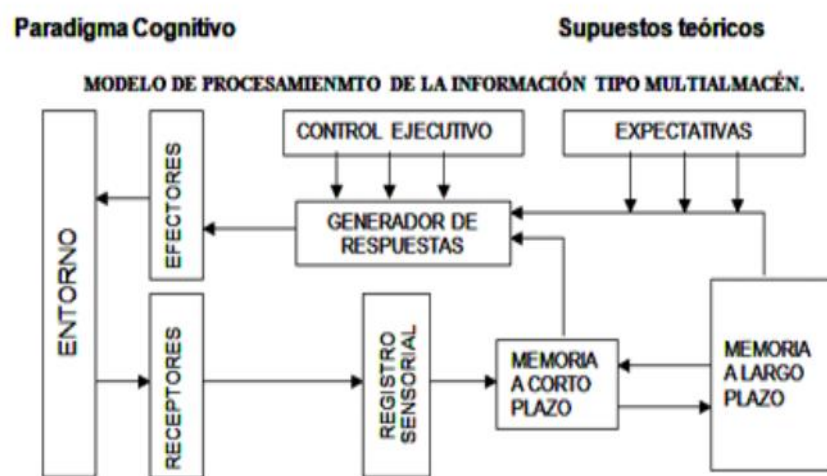 Paradigma Cognitivo
Supuestos teóricos
MODELO DE PROCESAMIENMTO DE LA INFORMACIÓN TIPO MULTIALMACÉN.
CONTROL EJECUTIVO
EXPECTATIVAS
ENTORNO
EFECTORES
GENERADOR DE
RESPUESTAS
RECEPTORES
REGISTRO
SENSORIAL
MEMORIA
A CORTO
PLAZO
MEMORIA
A LARGO
PLAZO